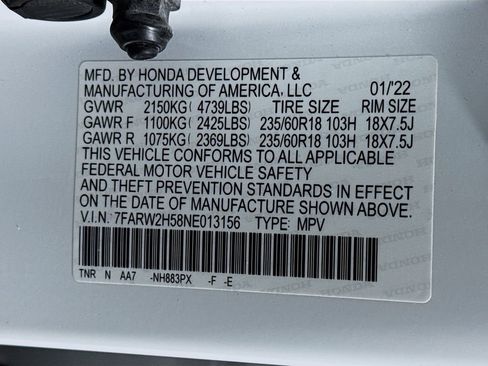 MFD. BY HONDA DEVELOPMENT &
MANUFACTURING OF AMERICA, LLC 01/'22
GVWR 2150KG ( 4739LBS) TIRE SIZE RIM SIZE
GAWR F 1100KG ( 2425LBS) 235/60R18 103H 18X7.5J
GAWR R 1075KG ( 2369LBS) 235/60R18 103H 18X7.5J
THIS VEHICLE CONFORMS TO ALL APPLICABLE
FEDERAL MOTOR VEHICLE SAFETY
AND THEFT PREVENTION STANDARDS IN EFFECT
ON THE DATE OF MANUFACTURE SHOWN ABOVE.
V.I.N. 7FARW2H58NE013156 TYPE: MPV
TNR N AA7 -NH883PX -F -E